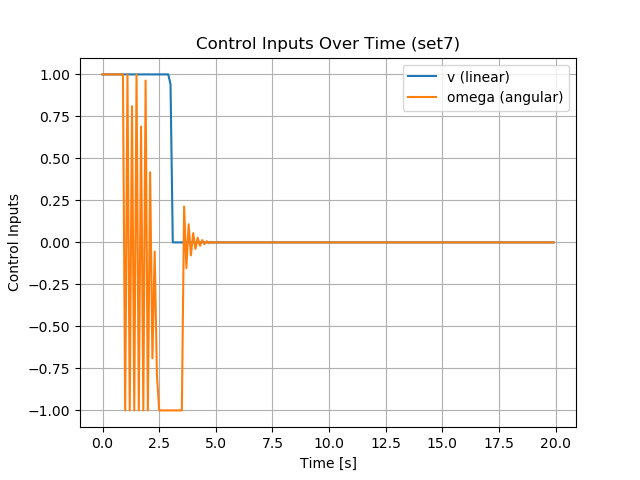 Control Inputs Over Time (set7)
v (linear)
omega (angular)
1.00
0.75
0.50
0.25
0.00
−0.25
−0.50
−0.75
−1.00
Control Inputs
0.0 2.5 5.0 7.5 10.0 12.5 15.0 17.5 20.0
Time [s]